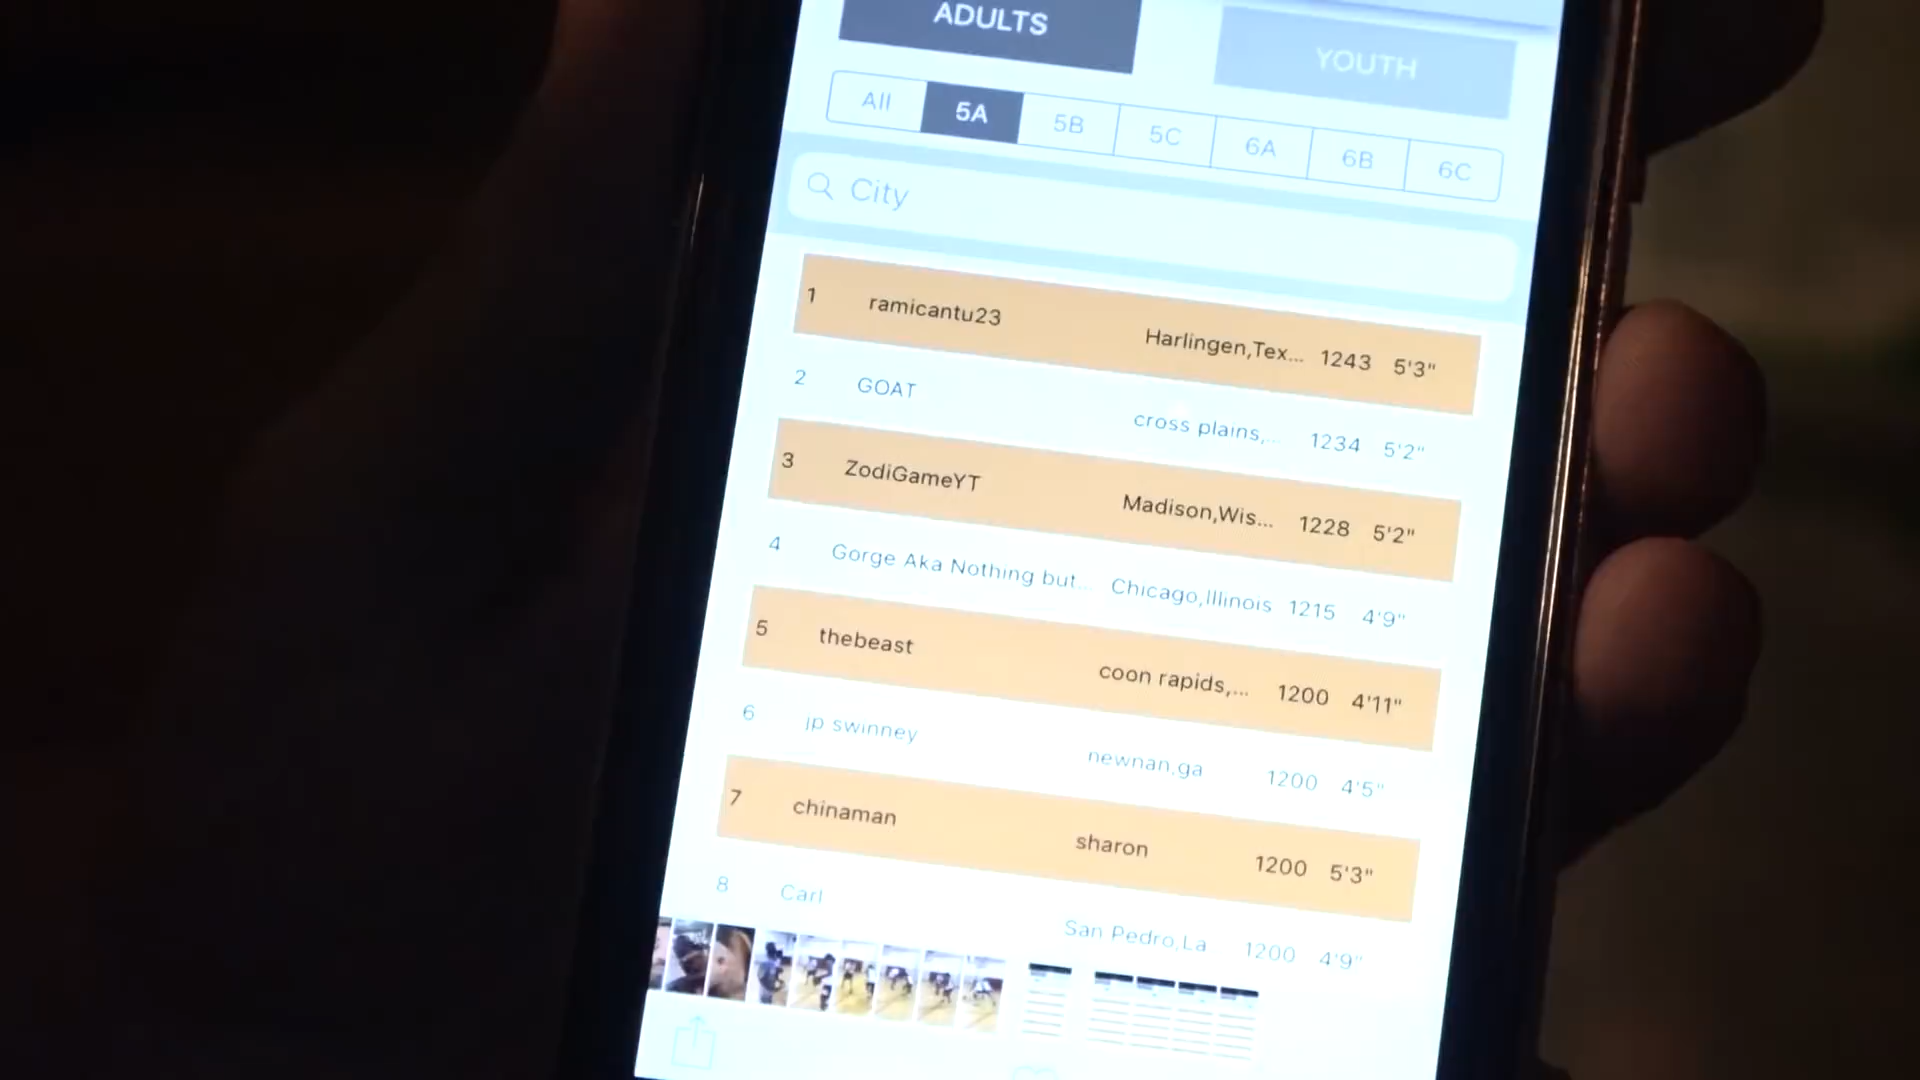 ADULTS YOUTH
All 5A 5B 5C 6A 6B 6C
City
1 ramicantu23 Harlingen,Tex... 1243 5'3"
2 GOAT cross plains,... 1234 5'2"
3 ZodiGameYT Madison,Wis... 1228 5'2"
4 Gorge Aka Nothing but... Chicago,Illinois 1215 4'9"
5 thebeast coon rapids,... 1200 4'11"
6 jp swinney newnan,ga 1200 4'5"
7 chinaman sharon 1200 5'3"
8 Carl San Pedro,La 1200 4'9"